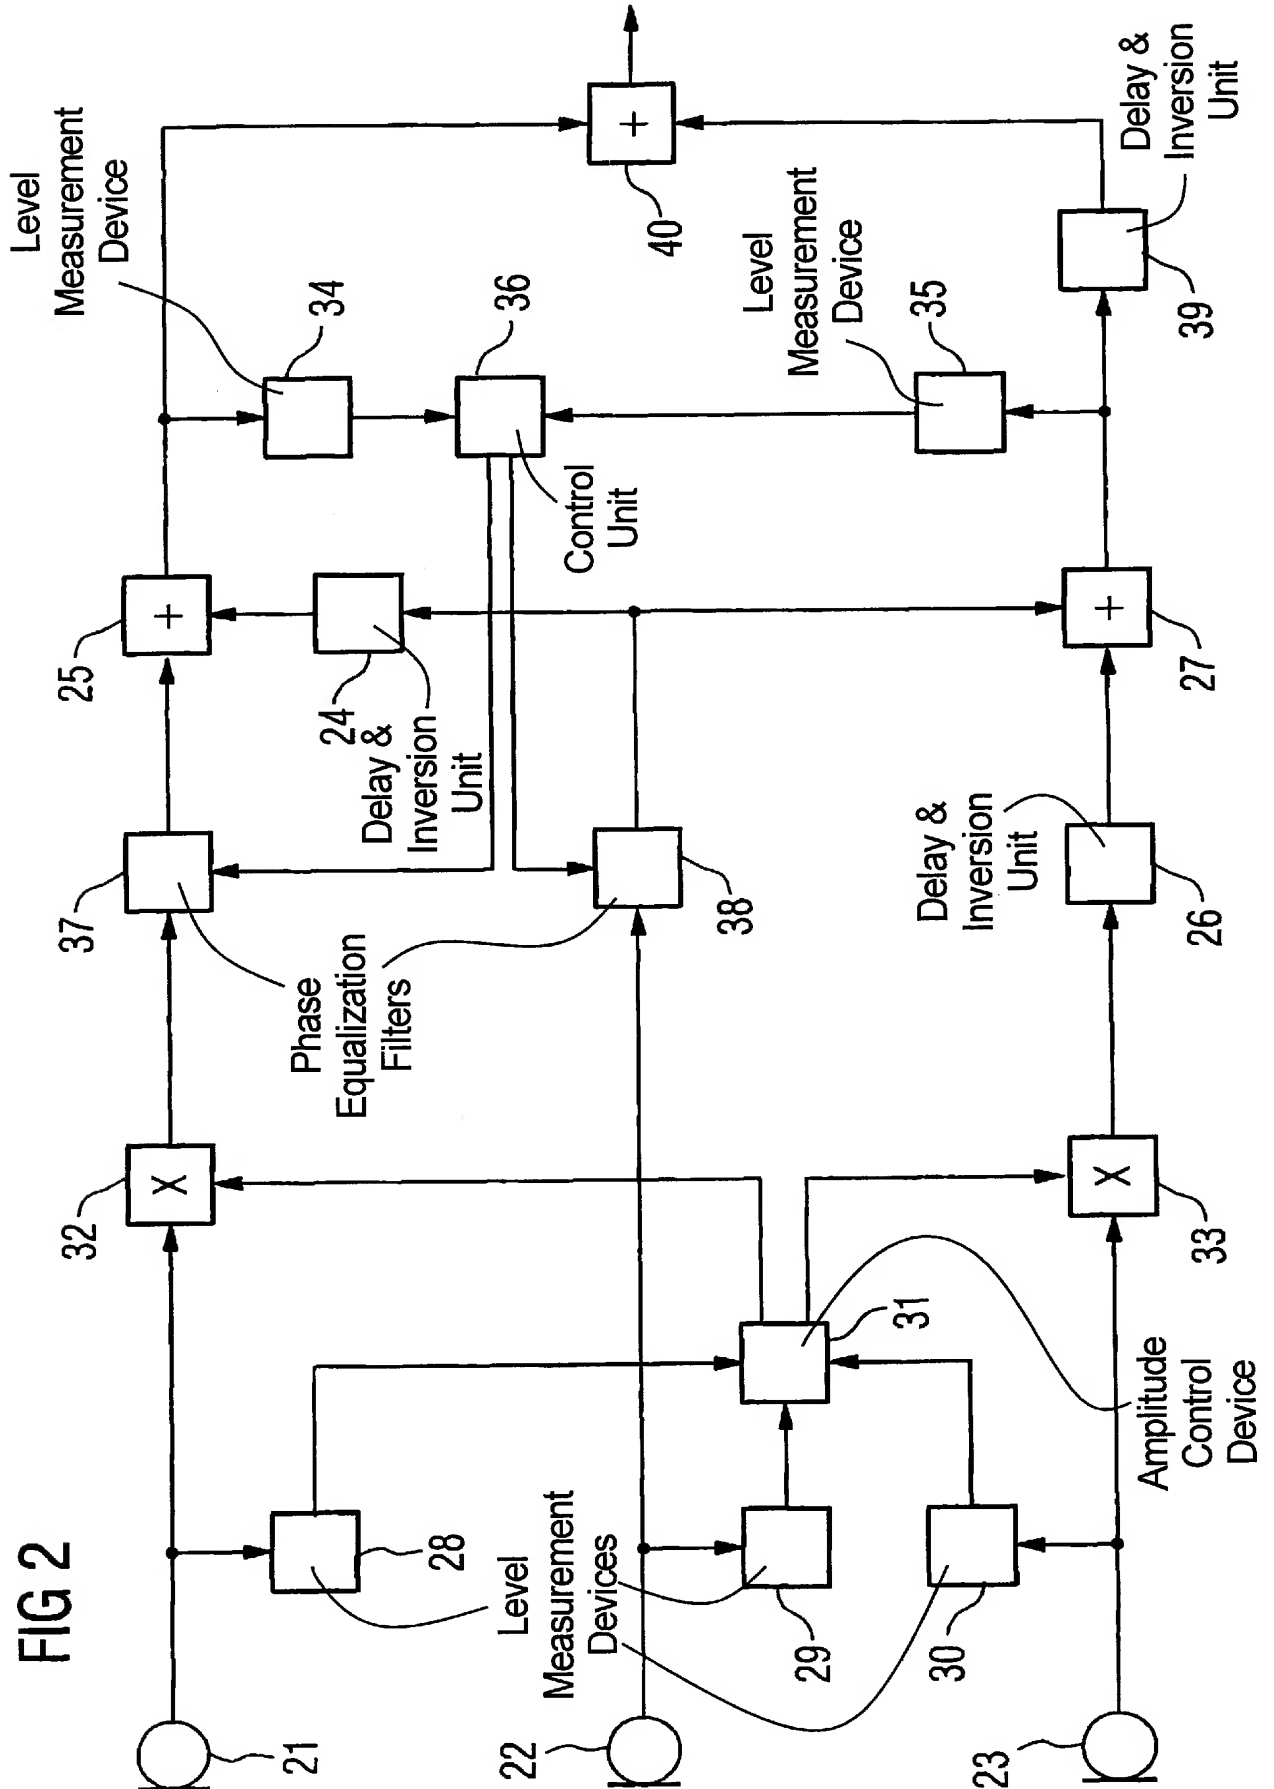 FIG 2
Level
Measurement
Device
34
36
Control
Unit
25
24
Delay &
Inversion
Unit
37
38
Phase
Equalization
Filters
32
X
+
+
40
Level
Measurement
Device
35
Delay &
Inversion
Unit
39
+
27
Delay &
Inversion
Unit
26
X
33
31
Amplitude
Control
Device
28
Level
Measurement
Devices
29
30
21
22
23